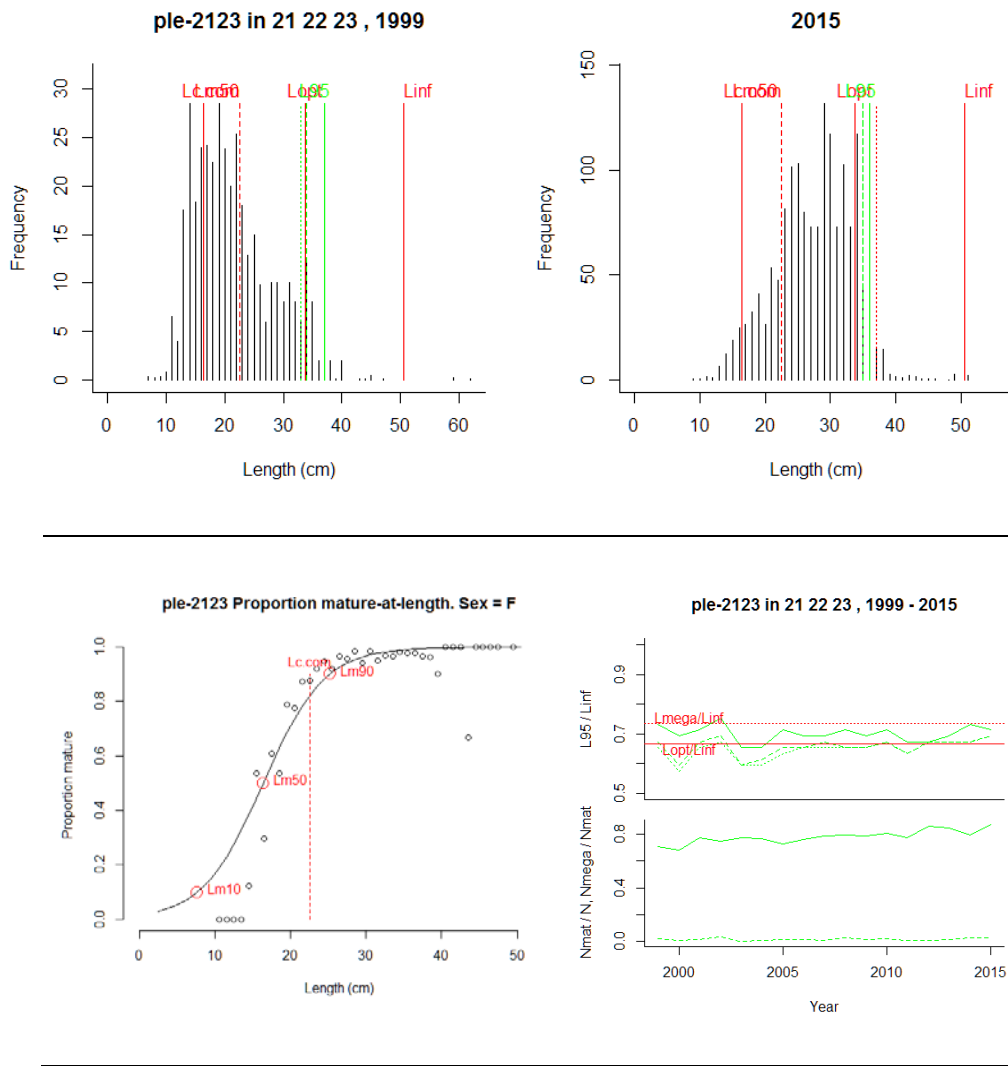 ple-2123 in 21 22 23 , 1999
2015
Lc.com Lm50 Lopt L95 Linf
Lc.com Lm50 Lopt L95 Linf
Frequency
0 5 10 15 20 25 30
0 10 20 30 40 50 60
Length (cm)
Frequency
0 50 100 150
0 10 20 30 40 50
Length (cm)
ple-2123 Proportion mature-at-length. Sex = F
Proportion mature
0.0 0.2 0.4 0.6 0.8 1.0
Lc.com
Lm90
Lm50
Lm10
0 10 20 30 40 50
Length (cm)
ple-2123 in 21 22 23 , 1999 - 2015
L95 / Linf
0.5 0.7 0.9
Lmega/Linf
Lopt/Linf
Nmat / N, Nmega / Nmat
0.0 0.4 0.8
2000 2005 2010 2015
Year